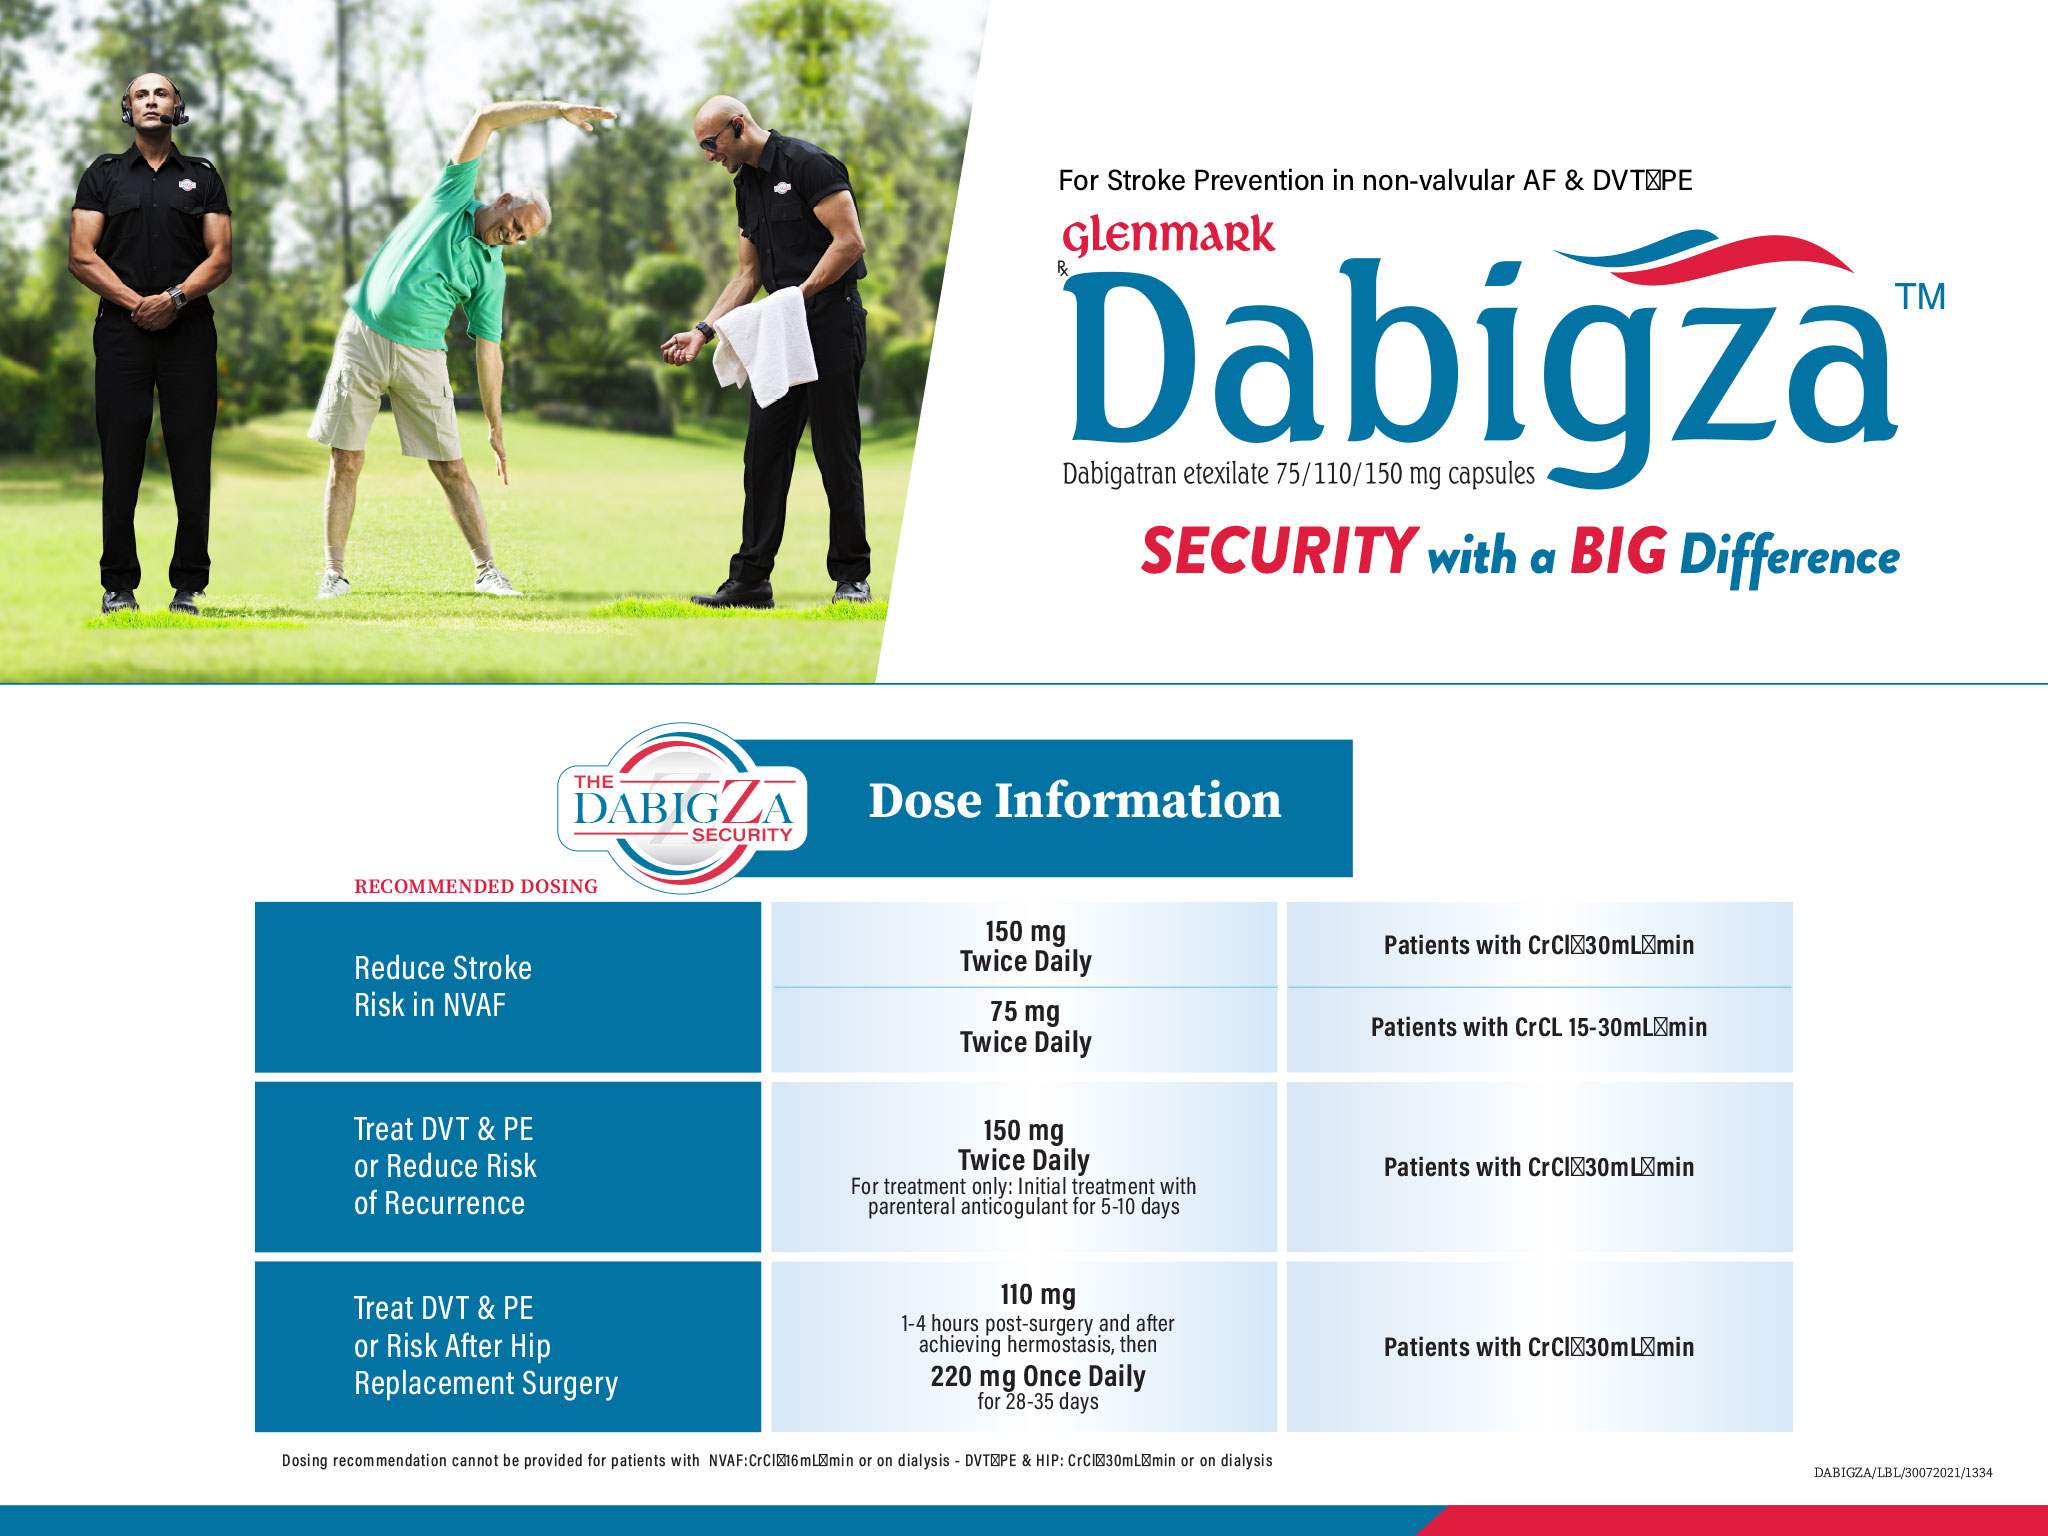 For Stroke Prevention in non-valvular AF & DVT☒PE
glenmark
℞
Dabigza™
Dabigatran etexilate 75/110/150 mg capsules
SECURITY with a BIG Difference
THE
DABIGZA
SECURITY
Dose Information
RECOMMENDED DOSING
Reduce Stroke
Risk in NVAF
150 mg
Twice Daily
Patients with CrCl☒30mL☒min
75 mg
Twice Daily
Patients with CrCL 15-30mL☒min
Treat DVT & PE
or Reduce Risk
of Recurrence
150 mg
Twice Daily
For treatment only: Initial treatment with
parenteral anticogulant for 5-10 days
Patients with CrCl☒30mL☒min
Treat DVT & PE
or Risk After Hip
Replacement Surgery
110 mg
1-4 hours post-surgery and after
achieving hermostasis, then
220 mg Once Daily
for 28-35 days
Patients with CrCl☒30mL☒min
Dosing recommendation cannot be provided for patients with NVAF:CrCl☒16mL☒min or on dialysis - DVT☒PE & HIP: CrCl☒30mL☒min or on dialysis
DABIGZA/LBL/30072021/1334